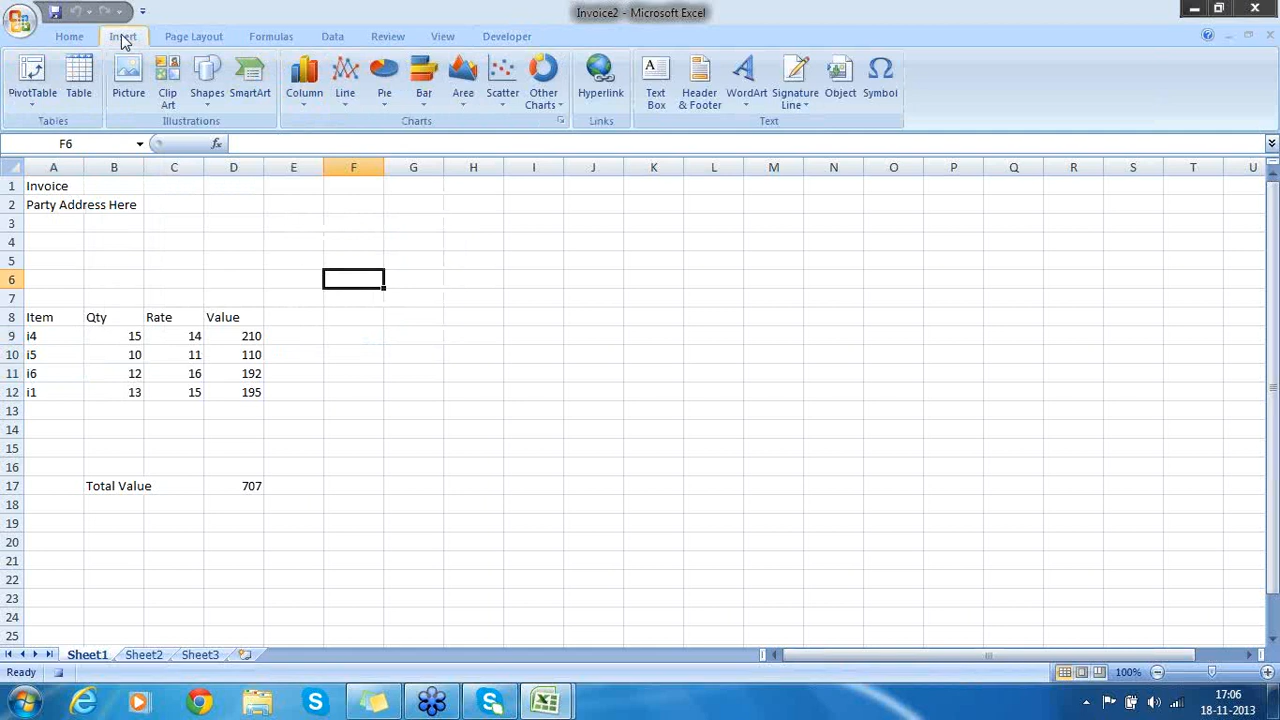 Invoice2 - Microsoft Excel
Home Insert Page Layout Formulas Data Review View Developer
PivotTable Table Picture Clip Art Shapes SmartArt Column Line Pie Bar Area Scatter Other Charts Hyperlink Text Box Header & Footer WordArt Signature Line Object Symbol
Tables Illustrations Charts Links Text
F6 fx
A B C D E F G H I J K L M N O P Q R S T U
1 Invoice
2 Party Address Here
3
4
5
6
7
8 Item Qty Rate Value
9 i4 15 14 210
10 i5 10 11 110
11 i6 12 16 192
12 i1 13 15 195
13
14
15
16
17 Total Value 707
18
19
20
21
22
23
24
25
Sheet1 Sheet2 Sheet3
Ready 100%
17:06
18-11-2013